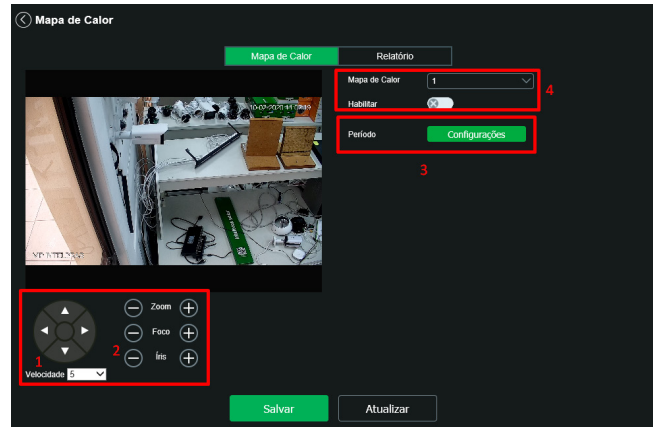 Mapa de Calor
Mapa de Calor Relatório
Mapa de Calor 1
4
Habilitar
Período Configurações
3
Zoom
Foco
1 2
Íris
Velocidade 5
Salvar Atualizar